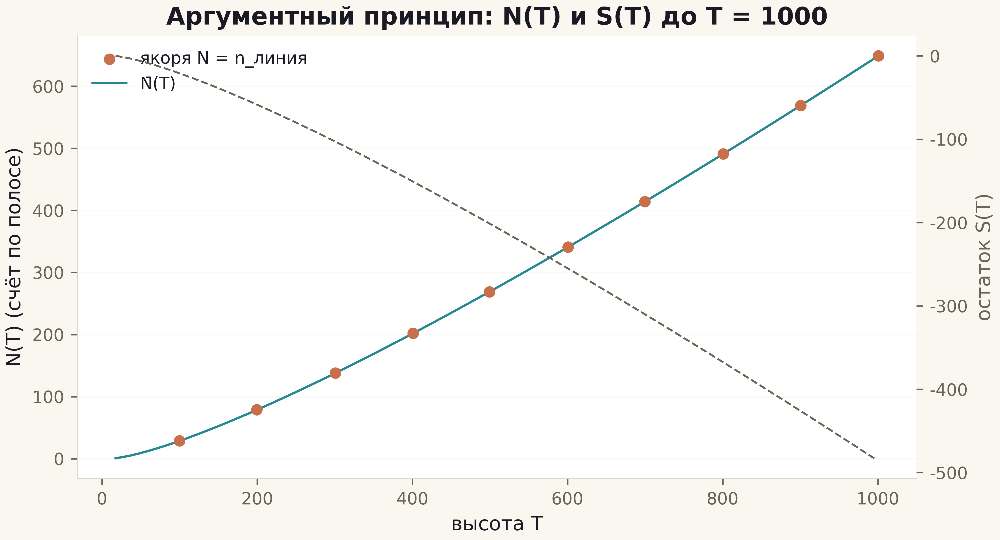 Аргументный принцип: N(T) и S(T) до T = 1000
якоря N = n_линия
N̄(T)
N(T) (счёт по полосе)
600
500
400
300
200
100
0
0
-100
-200
-300
-400
-500
остаток S(T)
0 200 400 600 800 1000
высота T